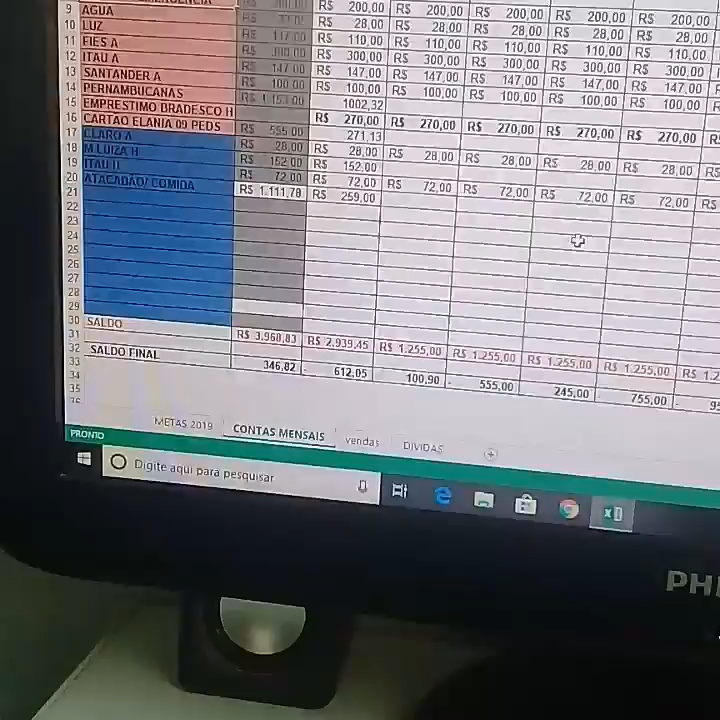 R$ 200,00 R$ 200,00 R$ 200,00 R$ 200,00 R$ 200,00
9 AGUA R$ 28,00 R$ 28,00 R$ 28,00 R$ 28,00 R$ 28,00
10 LUZ R$ 110,00 R$ 110,00 R$ 110,00 R$ 110,00 R$ 110,00
11 FIES A R$ 300,00 R$ 300,00 R$ 300,00 R$ 300,00 R$ 300,00
12 ITAU A R$ 147,00 R$ 147,00 R$ 147,00 R$ 147,00 R$ 147,00 R$
13 SANTANDER A R$ 100,00 R$ 100,00 R$ 100,00 R$ 100,00 R$ 100,00 R$
14 PERNAMBUCANAS R$ 1.153,00 1002,32
15 EMPRESTIMO BRADESCO H R$ 270,00 R$ 270,00 R$ 270,00 R$ 270,00 R$ 270,00 R$
16 CARTAO ELANIA 09 PEDS R$ 555,00 271,13
17 CLARO A R$ 28,00 R$ 28,00 R$ 28,00 R$ 28,00 R$ 28,00 R$ 28,00 R$
18 M.LUIZA H R$ 152,00 R$ 152,00
19 ITAU H R$ 72,00 R$ 72,00 R$ 72,00 R$ 72,00 R$ 72,00 R$ 72,00 R$
20 ATACADAO/ COMIDA R$ 1.111,78 R$ 259,00
21
22
23
24
25
26
27
28
29
30 SALDO
31 R$ 3.960,83 R$ 2.939,45 R$ 1.255,00 R$ 1.255,00 R$ 1.255,00 R$ 1.255,00 R$ 1.2
32 SALDO FINAL 346,82 - 612,05 100,90 - 555,00 245,00 - 755,00 -
33
34
35
METAS 2019 CONTAS MENSAIS vendas DIVIDAS
PRONTO
Digite aqui para pesquisar
PHI